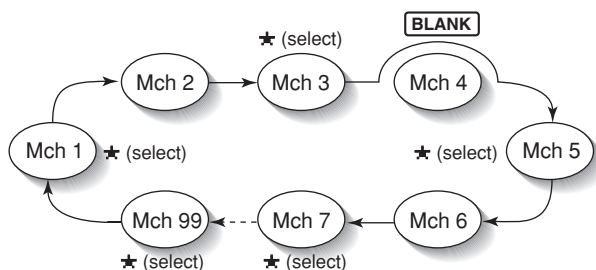 BLANK
★ (select)
Mch 2
Mch 3
Mch 4
Mch 1
★ (select)
★ (select)
Mch 5
Mch 99
Mch 7
Mch 6
★ (select)
★ (select)